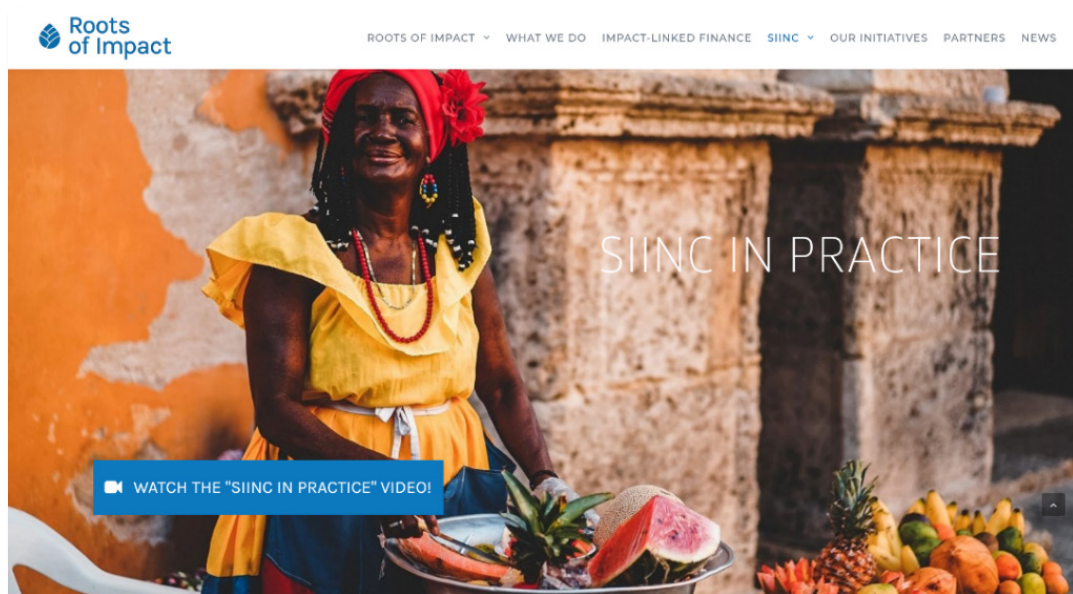 Roots
of Impact
ROOTS OF IMPACT
WHAT WE DO
IMPACT-LINKED FINANCE
SIINC
OUR INITIATIVES
PARTNERS
NEWS
SIINC IN PRACTICE
WATCH THE "SIINC IN PRACTICE" VIDEO!